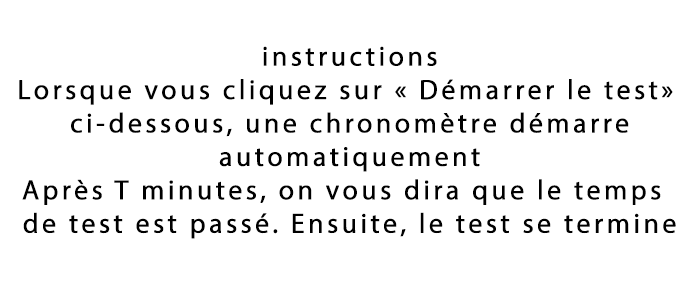 instructions
Lorsque vous cliquez sur « Démarrer le test»
ci-dessous, une chronomètre démarre
automatiquement
Après T minutes, on vous dira que le temps
de test est passé. Ensuite, le test se termine